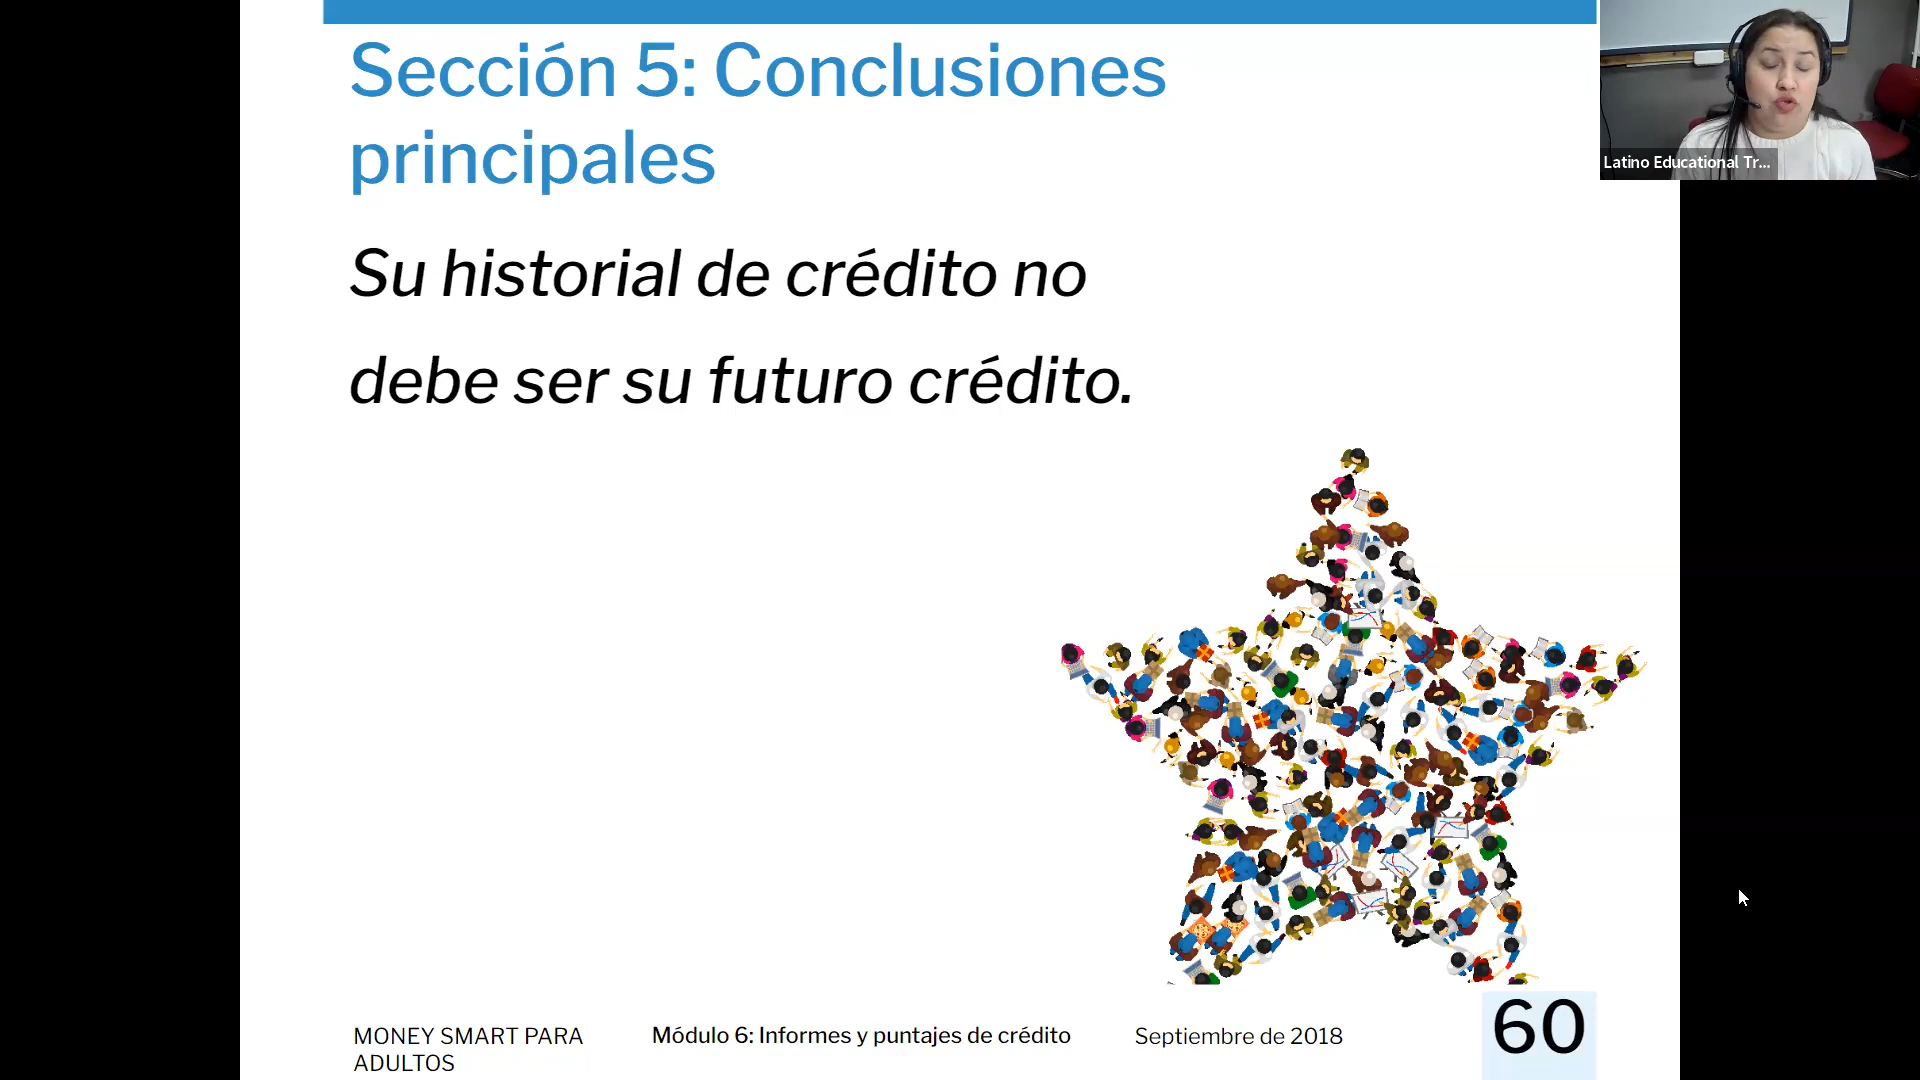 Sección 5: Conclusiones
principales
Latino Educational Tr...
Su historial de crédito no
debe ser su futuro crédito.
MONEY SMART PARA
ADULTOS
Módulo 6: Informes y puntajes de crédito
Septiembre de 2018
60